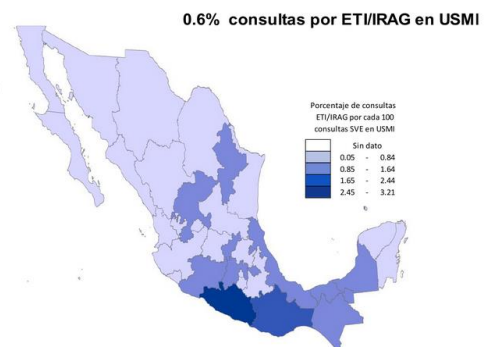 0.6%  consultas por ETI/IRAG en USMI
Porcentaje de consultas
ETI/IRAG por cada 100
consultas SVE en USMI
Sin dato
0.05 - 0.84
0.85 - 1.64
1.65 - 2.44
2.45 - 3.21